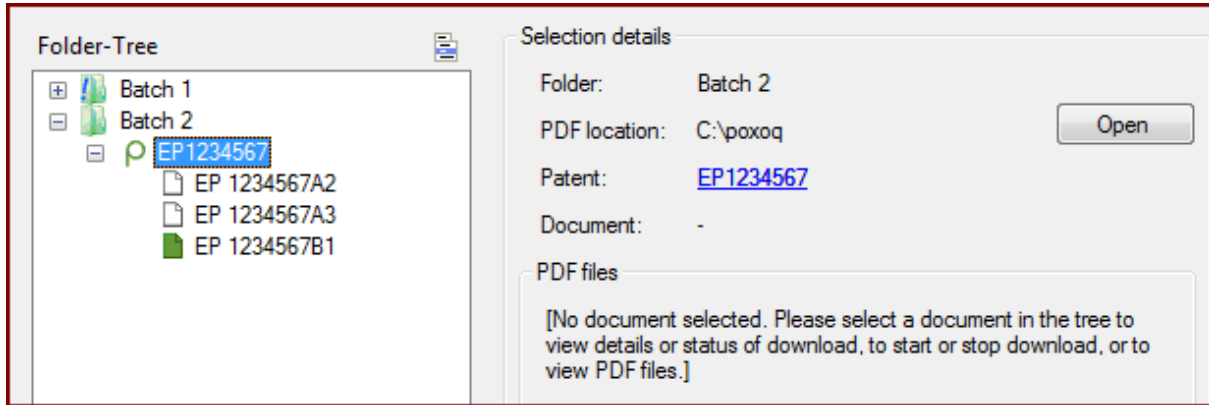 Folder-Tree
Batch 1
Batch 2
EP1234567
EP 1234567A2
EP 1234567A3
EP 1234567B1
Selection details
Folder: Batch 2
PDF location: C:\poxoq
Open
Patent: EP1234567
Document: -
PDF files
[No document selected. Please select a document in the tree to
view details or status of download, to start or stop download, or to
view PDF files.]